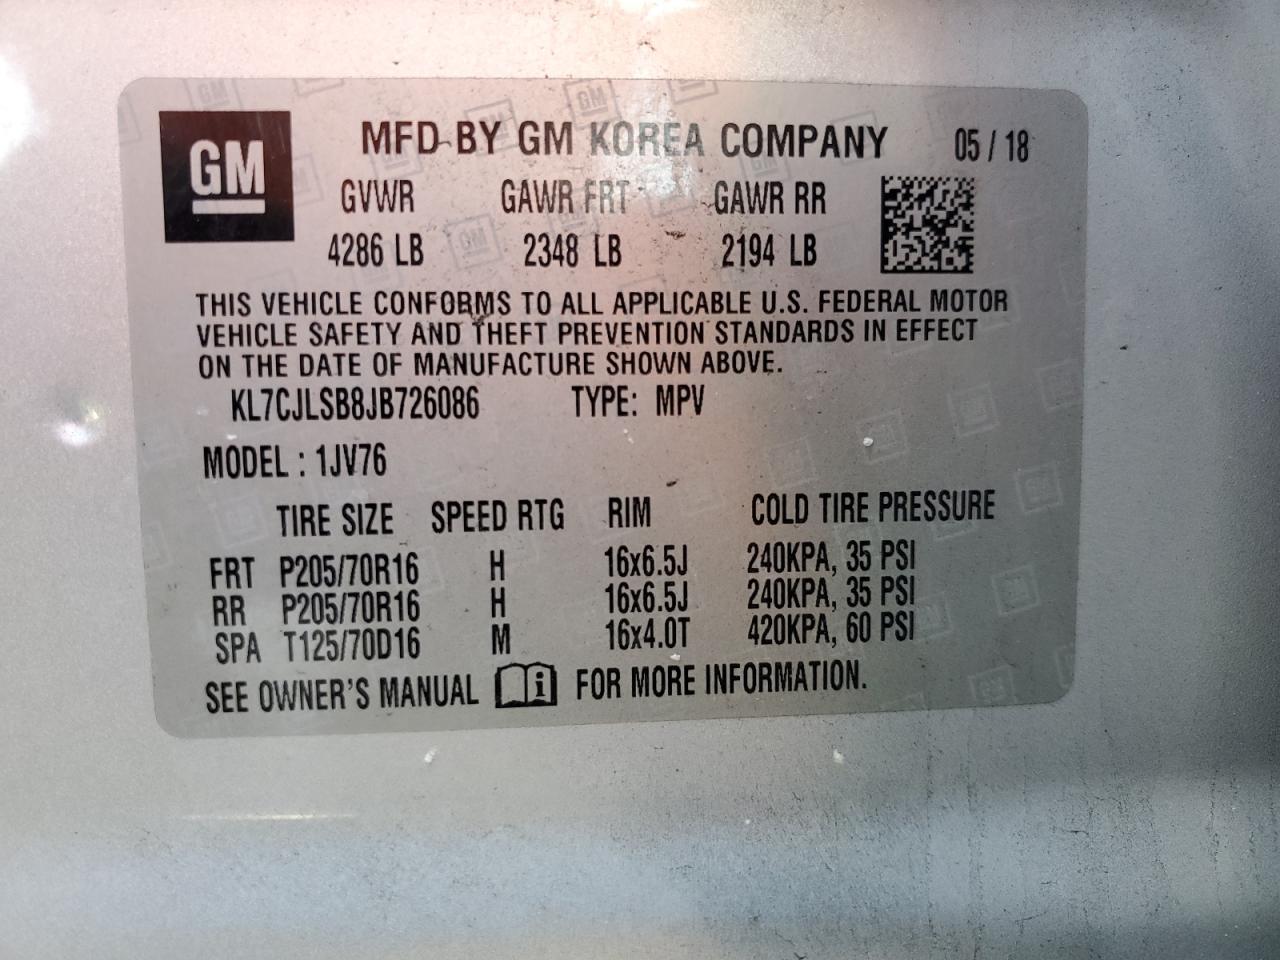 GM
MFD BY GM KOREA COMPANY 05 / 18
GVWR GAWR FRT GAWR RR
4286 LB 2348 LB 2194 LB
THIS VEHICLE CONFORMS TO ALL APPLICABLE U.S. FEDERAL MOTOR
VEHICLE SAFETY AND THEFT PREVENTION STANDARDS IN EFFECT
ON THE DATE OF MANUFACTURE SHOWN ABOVE.
KL7CJLSB8JB726086 TYPE: MPV
MODEL : 1JV76
TIRE SIZE SPEED RTG RIM COLD TIRE PRESSURE
FRT P205/70R16 H 16x6.5J 240KPA, 35 PSI
RR P205/70R16 H 16x6.5J 240KPA, 35 PSI
SPA T125/70D16 M 16x4.0T 420KPA, 60 PSI
SEE OWNER'S MANUAL i FOR MORE INFORMATION.